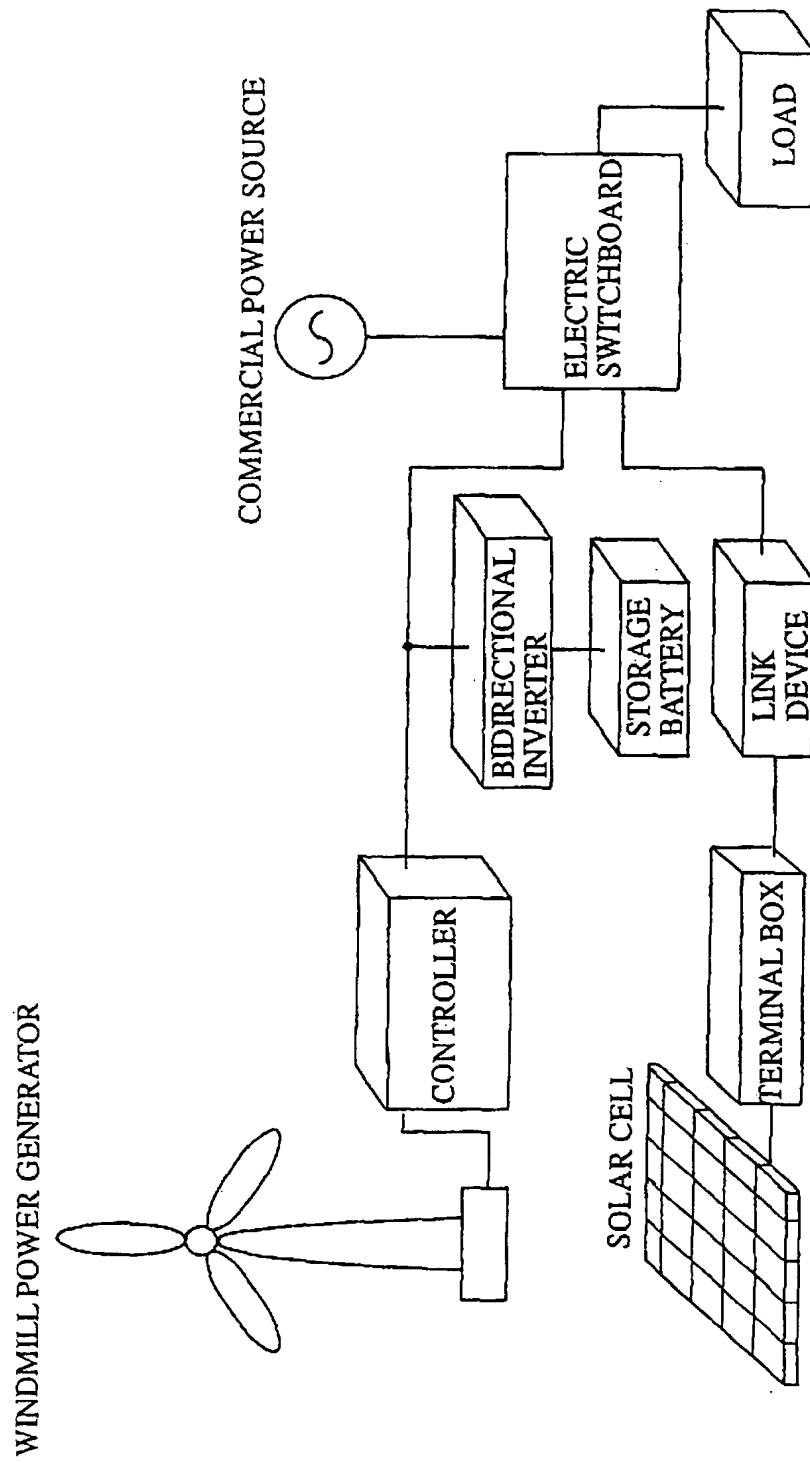 WINDMILL POWER GENERATOR
COMMERCIAL POWER SOURCE
CONTROLLER
BIDIRECTIONAL
INVERTER
ELECTRIC
SWITCHBOARD
STORAGE
BATTERY
SOLAR CELL
TERMINAL BOX
LINK
DEVICE
LOAD